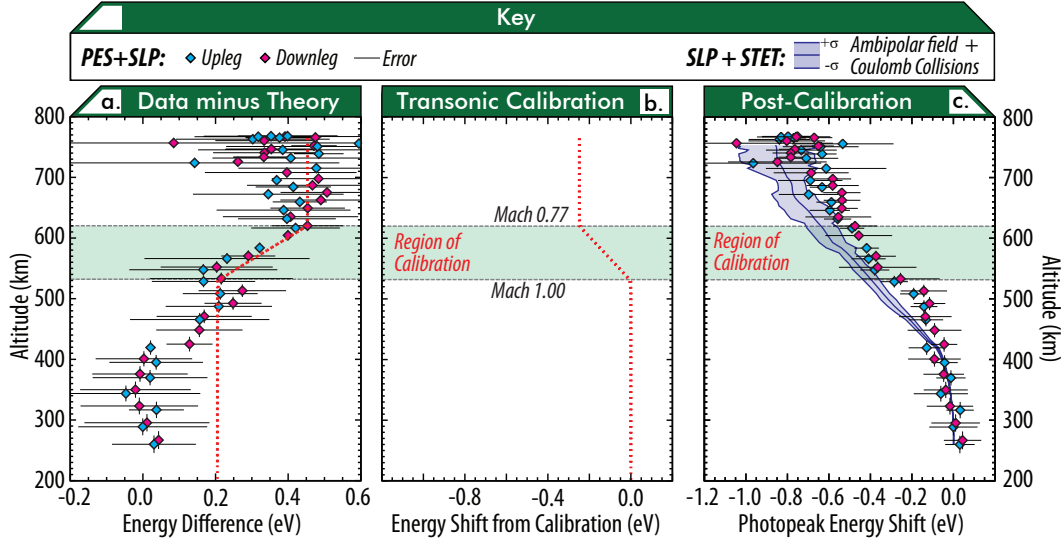 Key
PES+SLP: Upleg Downleg Error
SLP + STET: +σ -σ Ambipolar field +
Coulomb Collisions
a. Data minus Theory
Transonic Calibration b.
Post-Calibration c.
800
700
600
500
400
300
200
Altitude (km)
-0.2 0.0 0.2 0.4 0.6
Energy Difference (eV)
Mach 0.77
Region of
Calibration
Mach 1.00
-0.8 -0.4 0.0
Energy Shift from Calibration (eV)
Region of
Calibration
800
700
600
500
400
300
200
Altitude (km)
-1.2 -1.0 -0.8 -0.6 -0.4 -0.2 0.0
Photopeak Energy Shift (eV)